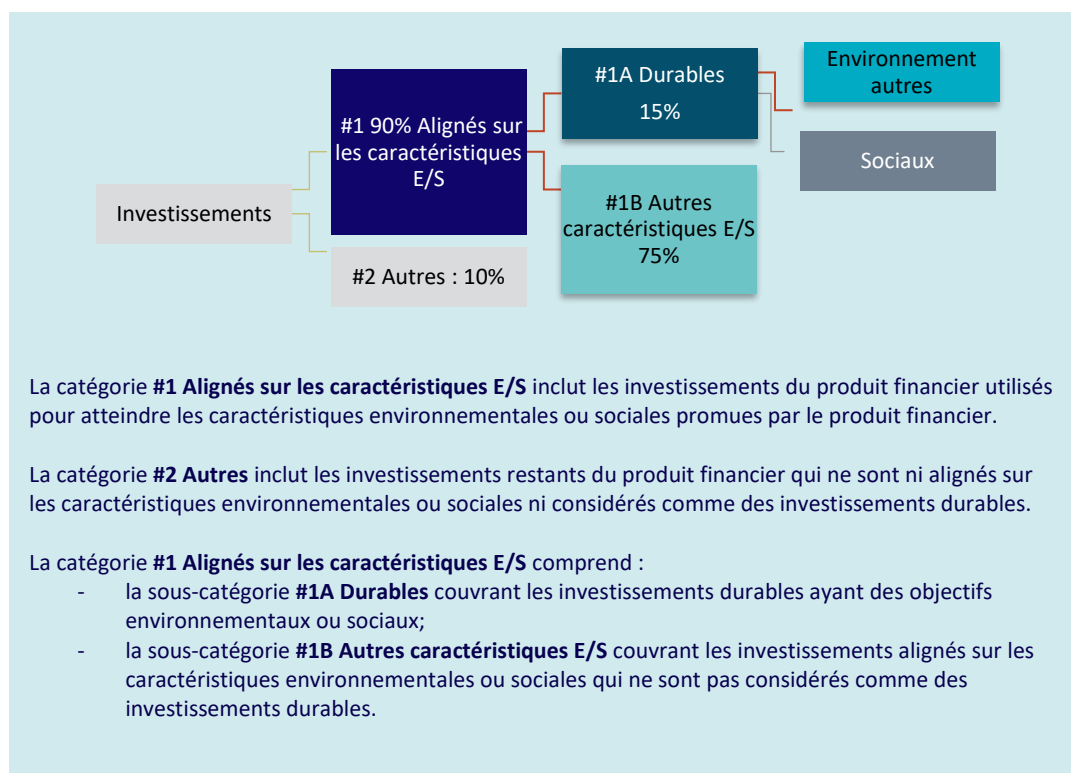 Investissements
#1 90% Alignés sur
les caractéristiques
E/S
#2 Autres : 10%
#1A Durables
15%
#1B Autres
caractéristiques E/S
75%
Environnement
autres
Sociaux
La catégorie #1 Alignés sur les caractéristiques E/S inclut les investissements du produit financier utilisés
pour atteindre les caractéristiques environnementales ou sociales promues par le produit financier.
La catégorie #2 Autres inclut les investissements restants du produit financier qui ne sont ni alignés sur
les caractéristiques environnementales ou sociales ni considérés comme des investissements durables.
La catégorie #1 Alignés sur les caractéristiques E/S comprend :
- la sous-catégorie #1A Durables couvrant les investissements durables ayant des objectifs
environnementaux ou sociaux;
- la sous-catégorie #1B Autres caractéristiques E/S couvrant les investissements alignés sur les
caractéristiques environnementales ou sociales qui ne sont pas considérés comme des
investissements durables.